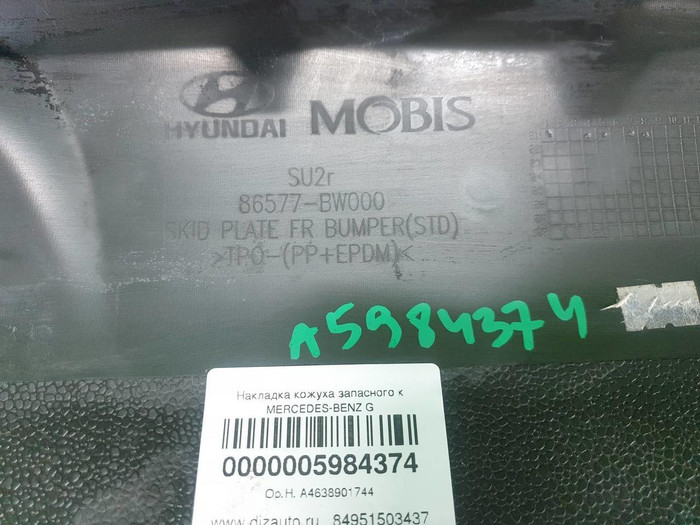 HYUNDAI MOBIS
SU2r
86577-BW000
SKID PLATE FR BUMPER(STD)
>TPO-(PP+EPDM)<
A5984374
Накладка кожуха запасного к
MERCEDES-BENZ G
0000005984374
Ор.Н. A4638901744
www.dizauto.ru 84951503437